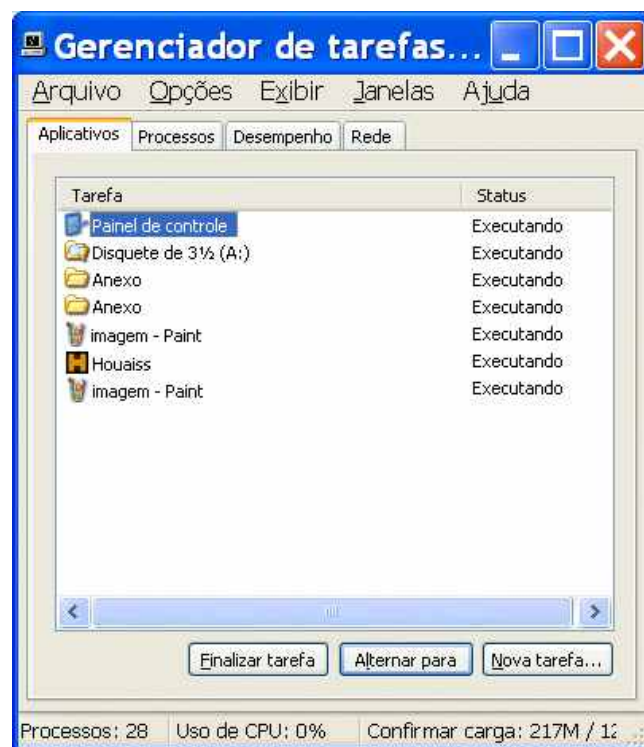 Gerenciador de tarefas...
Arquivo Opções Exibir Janelas Ajuda
Aplicativos Processos Desempenho Rede
Tarefa Status
Painel de controle Executando
Disquete de 3½ (A:) Executando
Anexo Executando
Anexo Executando
imagem - Paint Executando
Houaiss Executando
imagem - Paint Executando
Finalizar tarefa Alternar para Nova tarefa...
Processos: 28 Uso de CPU: 0% Confirmar carga: 217M / 12